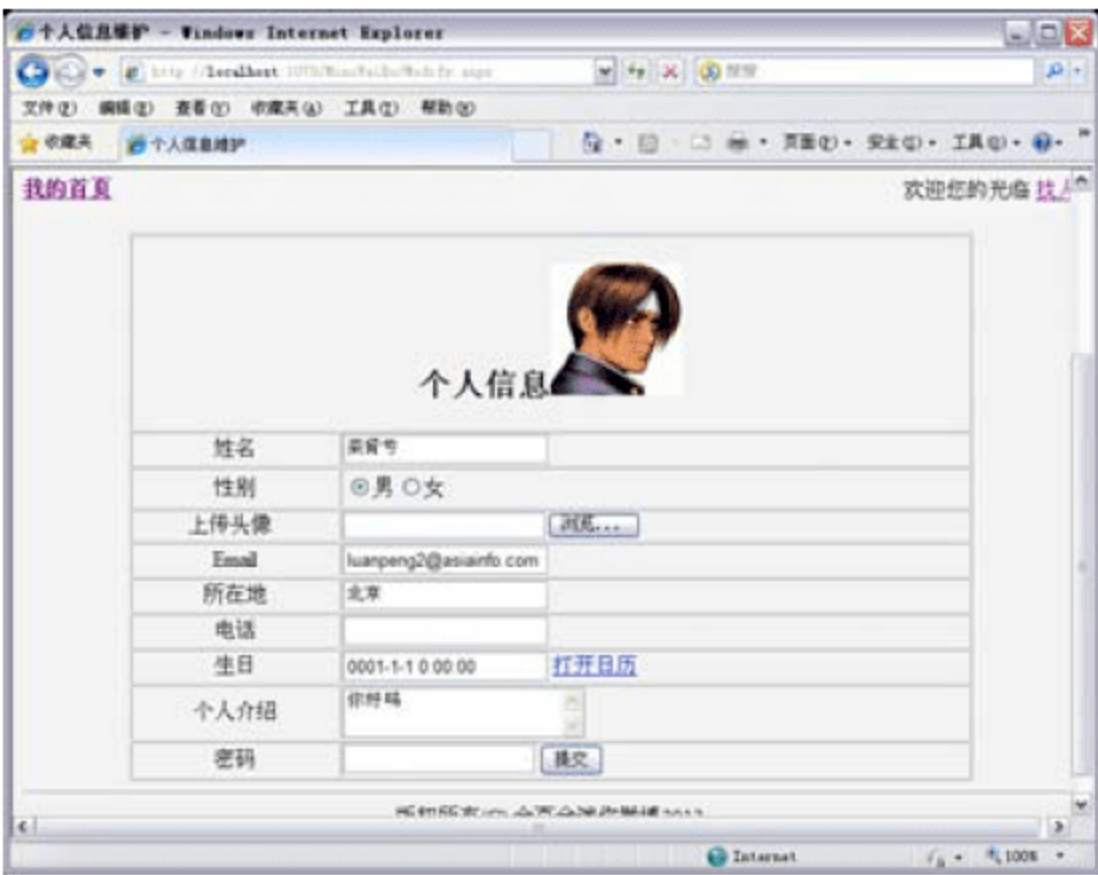 个人信息维护 - Windows Internet Explorer
文件(F) 编辑(E) 查看(V) 收藏夹(A) 工具(T) 帮助(H)
收藏夹 个人信息维护 页面(P) 安全(S) 工具(O)
我的首页 欢迎您的光临 找人
个人信息
姓名
性别 男 女
上传头像 浏览...
Email luanpeng2@asiainfo.com
所在地 北京
电话
生日 0001-1-1 0:00:00 打开日历
个人介绍 你好吗
密码 提交
Internet 100%